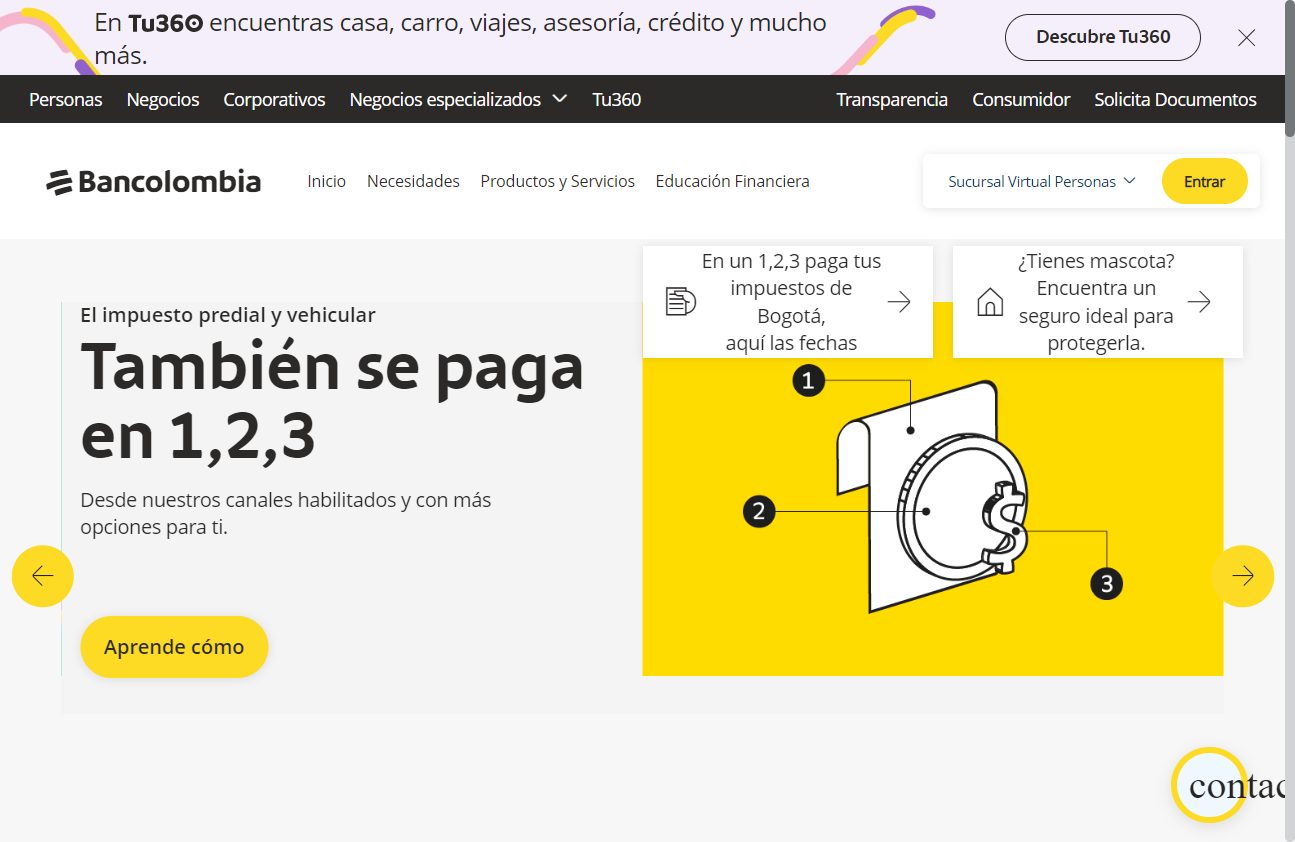 En Tu360 encuentras casa, carro, viajes, asesoría, crédito y mucho
más.
Descubre Tu360
Personas Negocios Corporativos Negocios especializados Tu360 Transparencia Consumidor Solicita Documentos
Bancolombia Inicio Necesidades Productos y Servicios Educación Financiera Sucursal Virtual Personas Entrar
En un 1,2,3 paga tus
impuestos de
Bogotá,
aquí las fechas
¿Tienes mascota?
Encuentra un
seguro ideal para
protegerla.
El impuesto predial y vehicular
También se paga
en 1,2,3
Desde nuestros canales habilitados y con más
opciones para ti.
Aprende cómo
1
2
3
contac